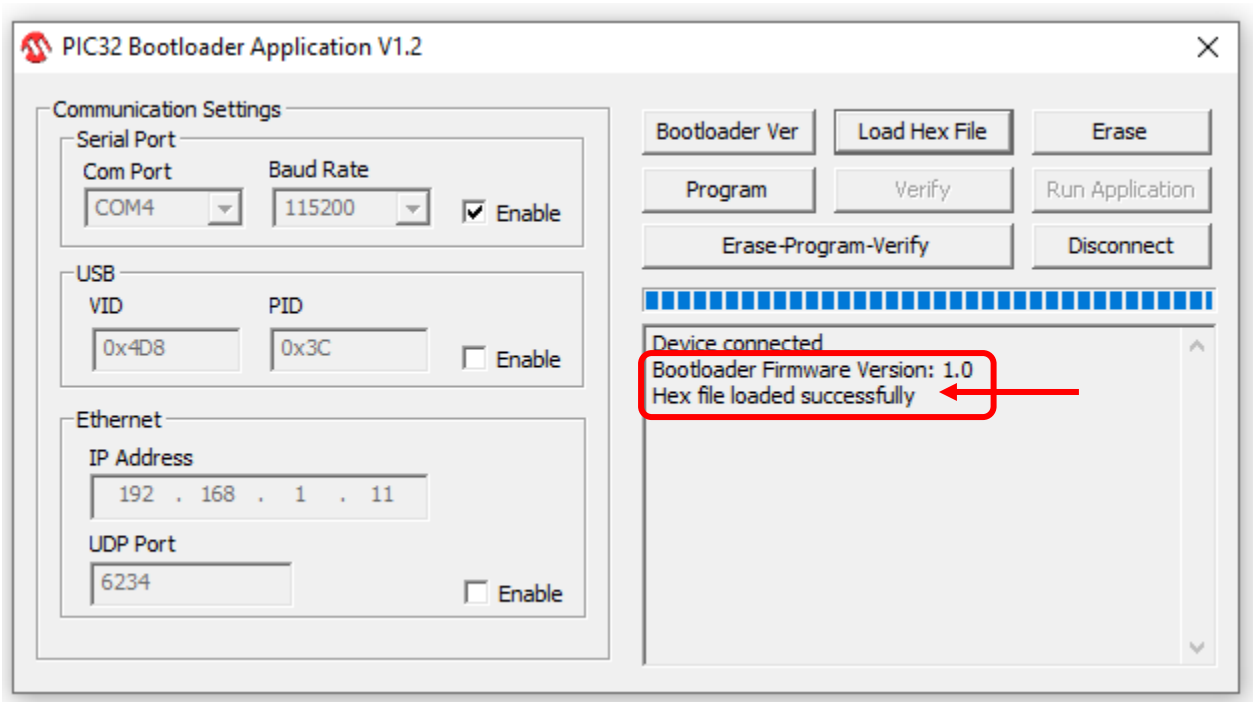 PIC32 Bootloader Application V1.2
Communication Settings
Serial Port
Com Port Baud Rate
COM4 115200 Enable
USB
VID PID
0x4D8 0x3C Enable
Ethernet
IP Address
192 . 168 . 1 . 11
UDP Port
6234 Enable
Bootloader Ver Load Hex File Erase
Program Verify Run Application
Erase-Program-Verify Disconnect
Device connected
Bootloader Firmware Version: 1.0
Hex file loaded successfully